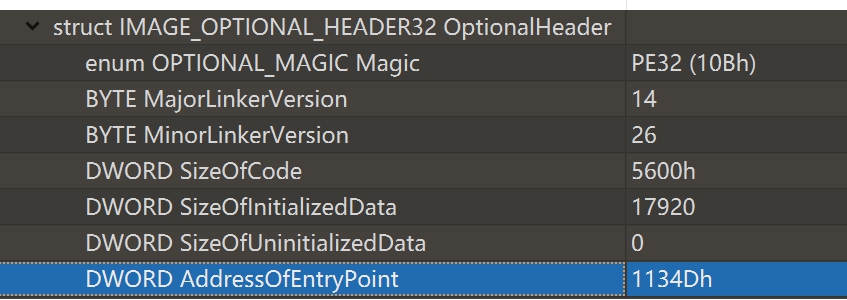 struct IMAGE_OPTIONAL_HEADER32 OptionalHeader
enum OPTIONAL_MAGIC Magic PE32 (10Bh)
BYTE MajorLinkerVersion 14
BYTE MinorLinkerVersion 26
DWORD SizeOfCode 5600h
DWORD SizeOfInitializedData 17920
DWORD SizeOfUninitializedData 0
DWORD AddressOfEntryPoint 1134Dh